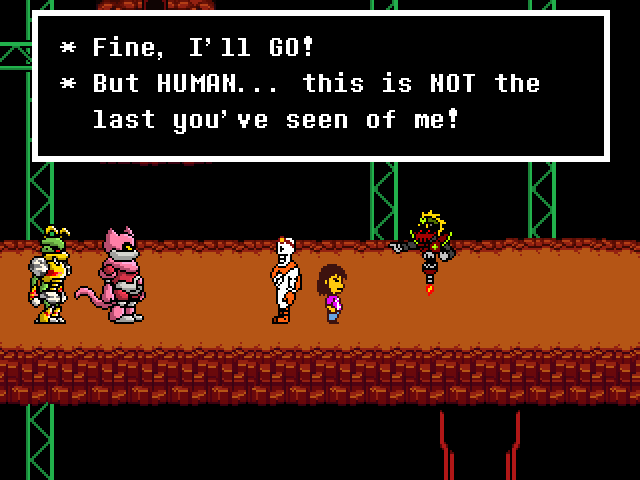 * Fine, I'll GO!
* But HUMAN... this is NOT the
last you've seen of me!